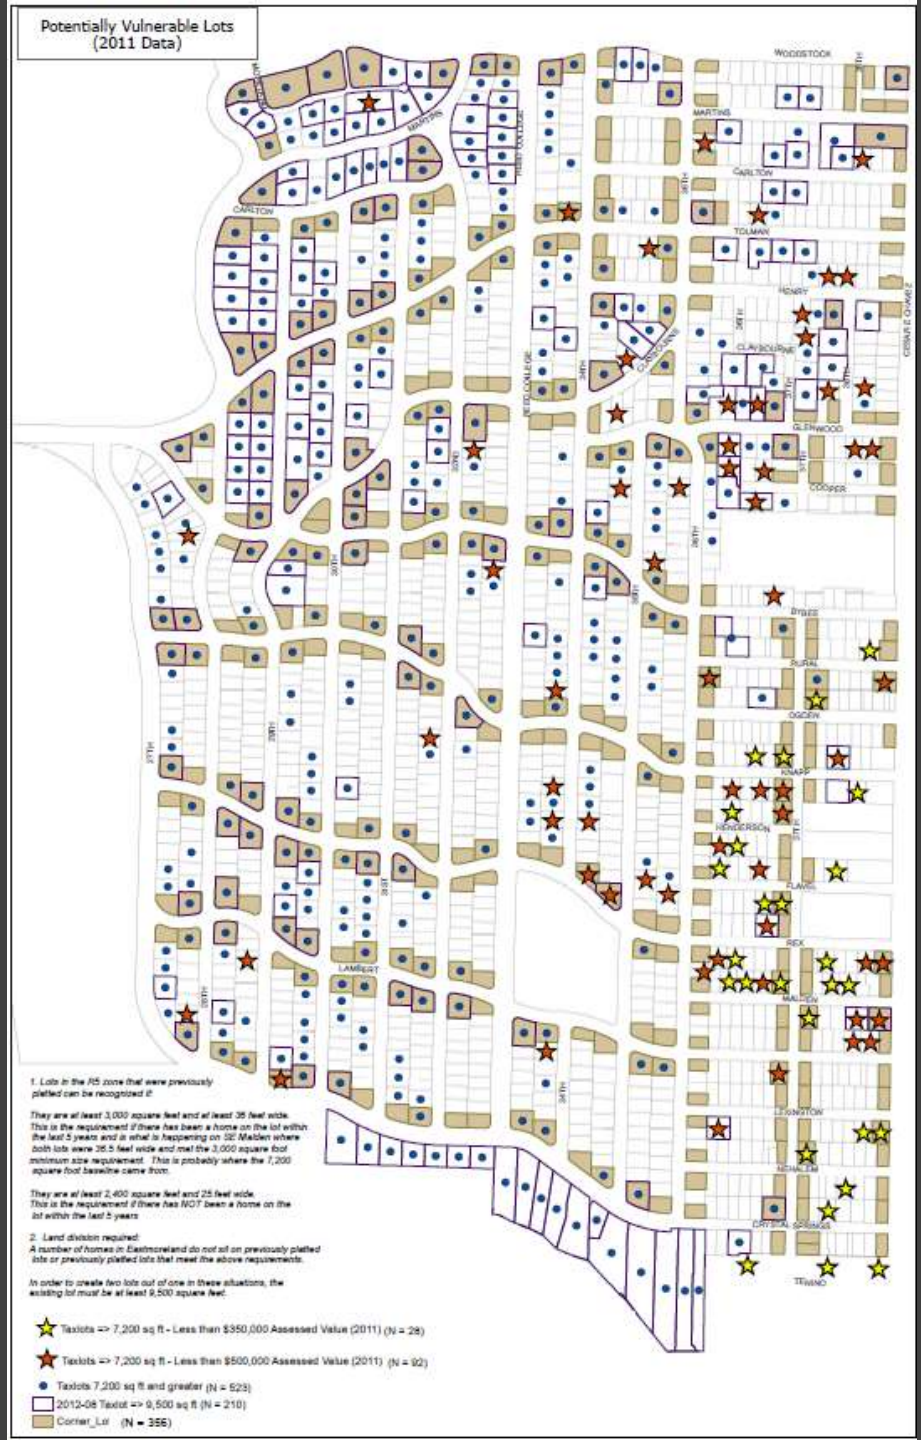 Potentially Vulnerable Lots
(2011 Data)
WOODSTOCK
MARTINS
MARTINS
CARLTON
CARLTON
TOLMAN
HENRY
CLAYBOURNE
CLAYBOURNE
REED COLLEGE
REED COLLEGE
CESAR E CHAVEZ
GLENWOOD
COOPER
BYBEE
RURAL
OGDEN
KNAPP
HENDERSON
FLAVEL
REX
LAMBERT
MALDEN
LEXINGTON
NEHALEM
CRYSTAL SPRINGS
TENINO
27TH
28TH
30TH
31ST
34TH
34TH
36TH
37TH
37TH
1. Lots in the R5 zone that were previously
platted can be recognized if:
They are at least 3,000 square feet and at least 36 feet wide.
This is the requirement if there has been a home on the lot within
the last 5 years and is what is happening on SE Malden where
both lots were 36.5 feet wide and met the 3,000 square foot
minimum size requirement. This is probably where the 7,200
square foot baseline came from.
They are at least 2,400 square feet and 25 feet wide.
This is the requirement if there has NOT been a home on the
lot within the last 5 years
2. Land division required:
A number of homes in Eastmoreland do not sit on previously platted
lots or previously platted lots that meet the above requirements.
In order to create two lots out of one in these situations, the
existing lot must be at least 9,500 square feet.
Taxlots => 7,200 sq ft - Less than $350,000 Assessed Value (2011) (N = 28)
Taxlots => 7,200 sq ft - Less than $500,000 Assessed Value (2011) (N = 92)
Taxlots 7,200 sq ft and greater (N = 523)
2012-08 Taxlot => 9,500 sq ft (N = 210)
Corner_Lot (N = 356)